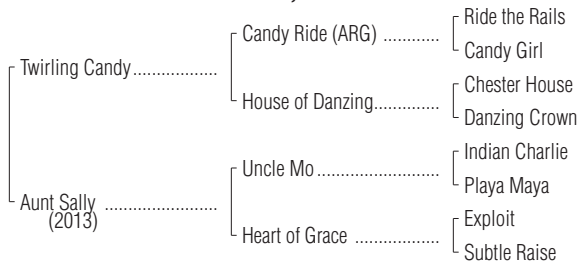 Ride the Rails
Candy Ride (ARG) ............
Candy Girl
Twirling Candy..................
Chester House
House of Danzing..............
Danzing Crown
Indian Charlie
Uncle Mo..........................
Playa Maya
Aunt Sally ........................
(2013)
Exploit
Heart of Grace ..................
Subtle Raise